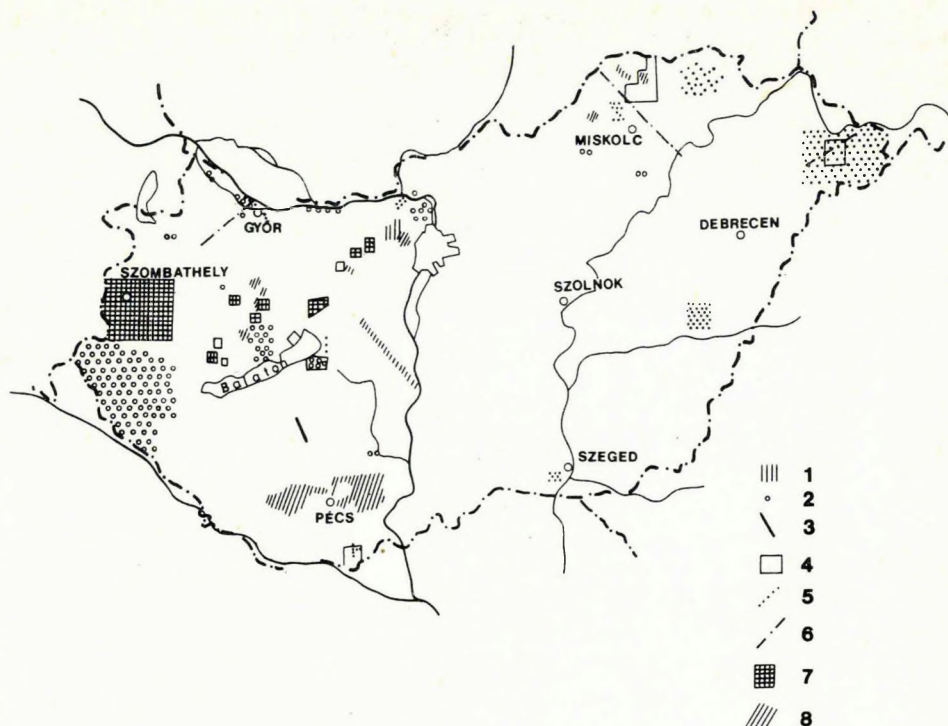 MISKOLC
DEBRECEN
GYŐR
SZOMBATHELY
SZOLNOK
Balaton
SZEGED
PÉCS
1
2
3
4
5
6
7
8